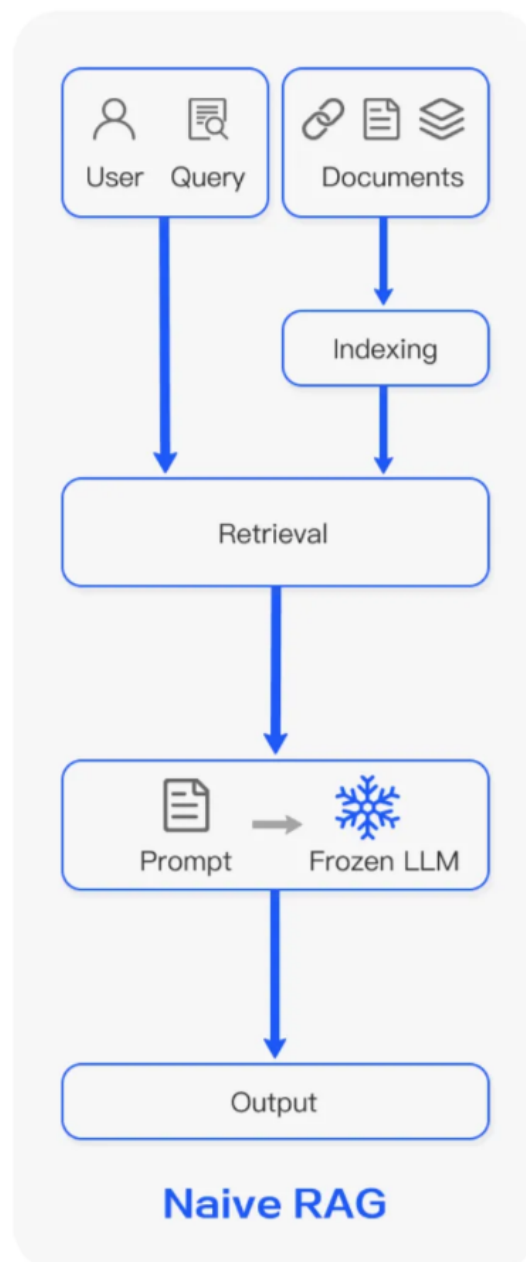 User Query
Documents
Indexing
Retrieval
Prompt
Frozen LLM
Output
Naive RAG